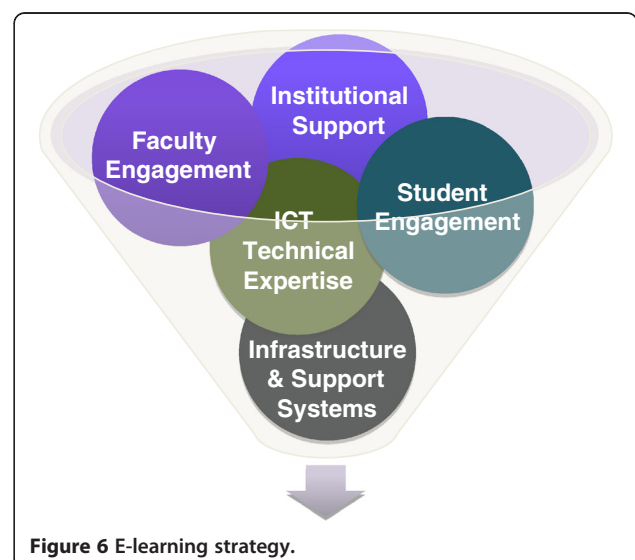 Institutional
Support
Faculty
Engagement
Student
Engagement
ICT
Technical
Expertise
Infrastructure
& Support
Systems
Figure 6 E-learning strategy.